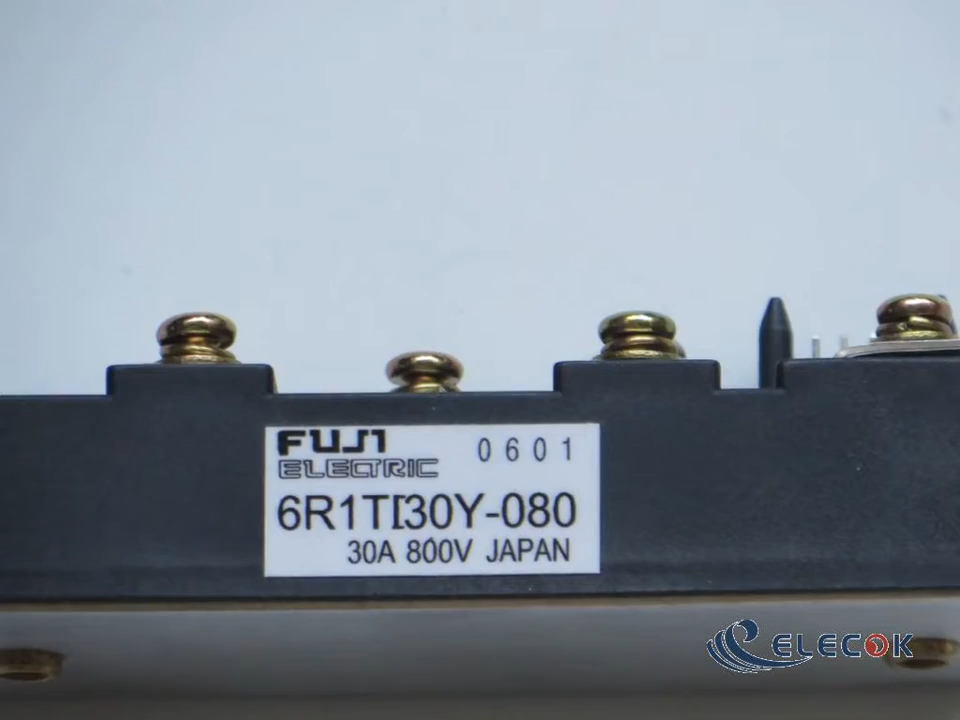 FUJI 0601
ELECTRIC
6R1TI30Y-080
30A 800V JAPAN
ELECOK